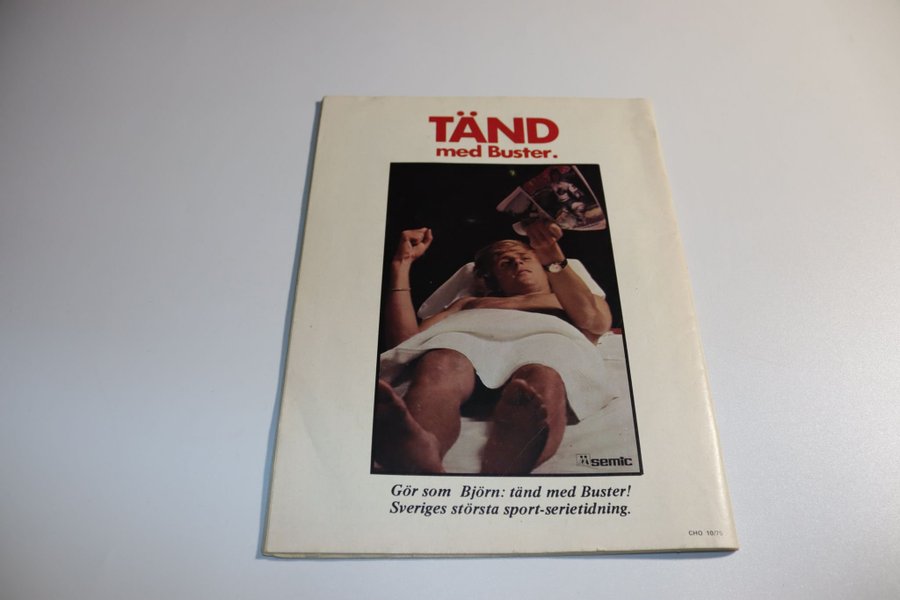 TÄND
med Buster.
semic
Gör som Björn: tänd med Buster!
Sveriges största sport-serietidning.
CHO 10/75